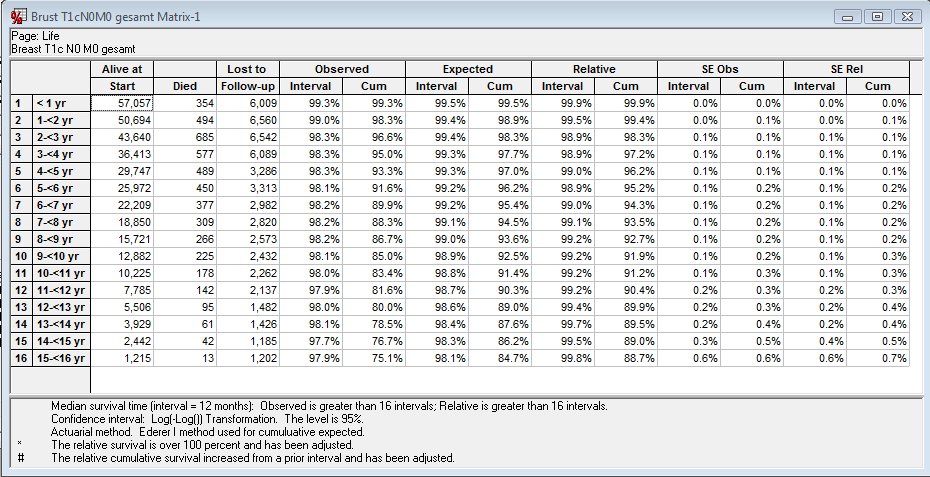 Brust T1cN0M0 gesamt Matrix-1
Page: Life
Breast T1c N0 M0 gesamt
Alive at Lost to Observed Expected Relative SE Obs SE Rel
Start Died Follow-up Interval Cum Interval Cum Interval Cum Interval Cum Interval Cum
1 < 1 yr 57,057 354 6,009 99.3% 99.3% 99.5% 99.5% 99.9% 99.9% 0.0% 0.0% 0.0% 0.0%
2 1-<2 yr 50,694 494 6,560 99.0% 98.3% 99.4% 98.9% 99.5% 99.4% 0.0% 0.1% 0.0% 0.1%
3 2-<3 yr 43,640 685 6,542 98.3% 96.6% 99.4% 98.3% 98.9% 98.3% 0.1% 0.1% 0.1% 0.1%
4 3-<4 yr 36,413 577 6,089 98.3% 95.0% 99.3% 97.7% 98.9% 97.2% 0.1% 0.1% 0.1% 0.1%
5 4-<5 yr 29,747 489 3,286 98.3% 93.3% 99.3% 97.0% 99.0% 96.2% 0.1% 0.1% 0.1% 0.1%
6 5-<6 yr 25,972 450 3,313 98.1% 91.6% 99.2% 96.2% 98.9% 95.2% 0.1% 0.2% 0.1% 0.2%
7 6-<7 yr 22,209 377 2,982 98.2% 89.9% 99.2% 95.4% 99.0% 94.3% 0.1% 0.2% 0.1% 0.2%
8 7-<8 yr 18,850 309 2,820 98.2% 88.3% 99.1% 94.5% 99.1% 93.5% 0.1% 0.2% 0.1% 0.2%
9 8-<9 yr 15,721 266 2,573 98.2% 86.7% 99.0% 93.6% 99.2% 92.7% 0.1% 0.2% 0.1% 0.2%
10 9-<10 yr 12,882 225 2,432 98.1% 85.0% 98.9% 92.5% 99.2% 91.9% 0.1% 0.2% 0.1% 0.3%
11 10-<11 yr 10,225 178 2,262 98.0% 83.4% 98.8% 91.4% 99.2% 91.2% 0.1% 0.3% 0.1% 0.3%
12 11-<12 yr 7,785 142 2,137 97.9% 81.6% 98.7% 90.3% 99.2% 90.4% 0.2% 0.3% 0.2% 0.3%
13 12-<13 yr 5,506 95 1,482 98.0% 80.0% 98.6% 89.0% 99.4% 89.9% 0.2% 0.3% 0.2% 0.4%
14 13-<14 yr 3,929 61 1,426 98.1% 78.5% 98.4% 87.6% 99.7% 89.5% 0.2% 0.4% 0.2% 0.4%
15 14-<15 yr 2,442 42 1,185 97.7% 76.7% 98.3% 86.2% 99.5% 89.0% 0.3% 0.5% 0.4% 0.5%
16 15-<16 yr 1,215 13 1,202 97.9% 75.1% 98.1% 84.7% 99.8% 88.7% 0.6% 0.6% 0.6% 0.7%
Median survival time (interval = 12 months): Observed is greater than 16 intervals; Relative is greater than 16 intervals.
Confidence interval: Log(-Log()) Transformation. The level is 95%.
Actuarial method. Ederer I method used for cumuluative expected.
* The relative survival is over 100 percent and has been adjusted.
# The relative cumulative survival increased from a prior interval and has been adjusted.